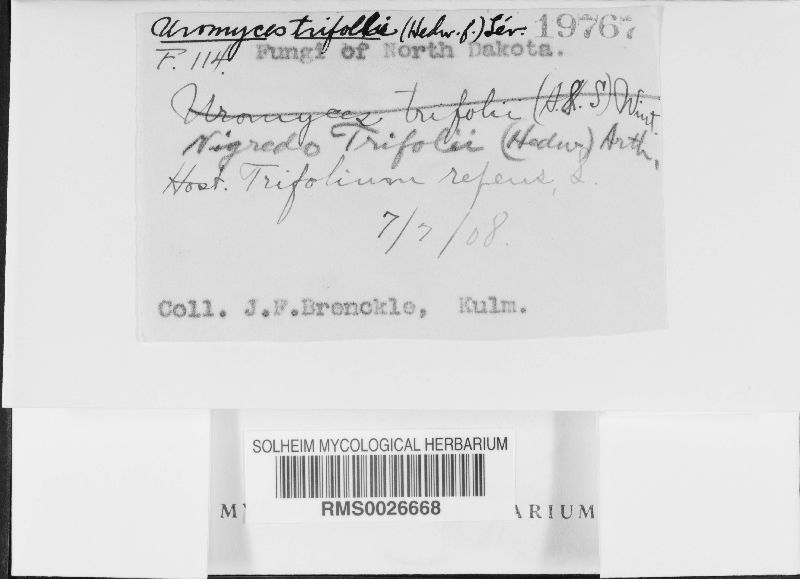 Uromyces trifolii (Hedw. f.) Lév. 19767
F. 114. Fungi of North Dakota.
Uromyces trifolii (A.&S) Wint.
Nigredo Trifolii (Hedw) Arth.
Host. Trifolium repens, L.
7/7/08.
Coll. J.F.Brenckle, Kulm.
SOLHEIM MYCOLOGICAL HERBARIUM
RMS0026668
M ARIUM